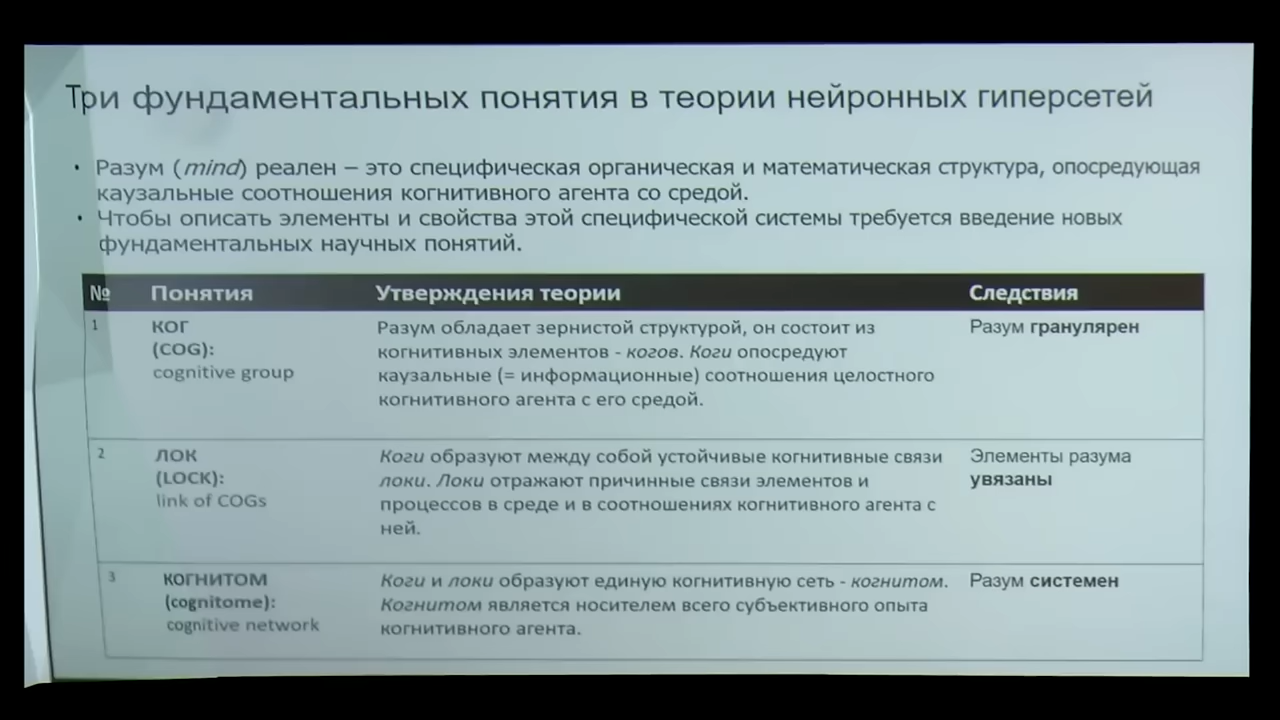 Три фундаментальных понятия в теории нейронных гиперсетей
• Разум (mind) реален – это специфическая органическая и математическая структура, опосредующая
каузальные соотношения когнитивного агента со средой.
• Чтобы описать элементы и свойства этой специфической системы требуется введение новых
фундаментальных научных понятий.
№ Понятия Утверждения теории Следствия
1 КОГ Разум обладает зернистой структурой, он состоит из Разум гранулярен
(COG): когнитивных элементов - когов. Коги опосредуют
cognitive group каузальные (= информационные) соотношения целостного
когнитивного агента с его средой.
2 ЛОК Коги образуют между собой устойчивые когнитивные связи Элементы разума
(LOCK): локи. Локи отражают причинные связи элементов и увязаны
link of COGs процессов в среде и в соотношениях когнитивного агента с
ней.
3 КОГНИТОМ Коги и локи образуют единую когнитивную сеть - когнитом. Разум системен
(cognitome): Когнитом является носителем всего субъективного опыта
cognitive network когнитивного агента.